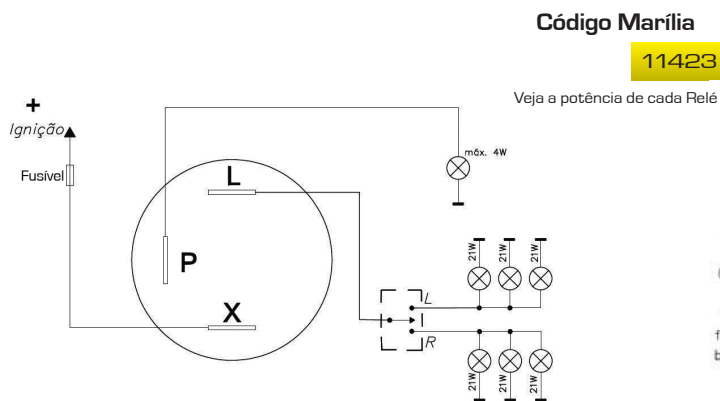 Código Marília
11423
Veja a potência de cada Relé
+
Ignição
Fusível
máx. 4W
L
P
X
21W 21W 21W
L
R
21W 21W 21W